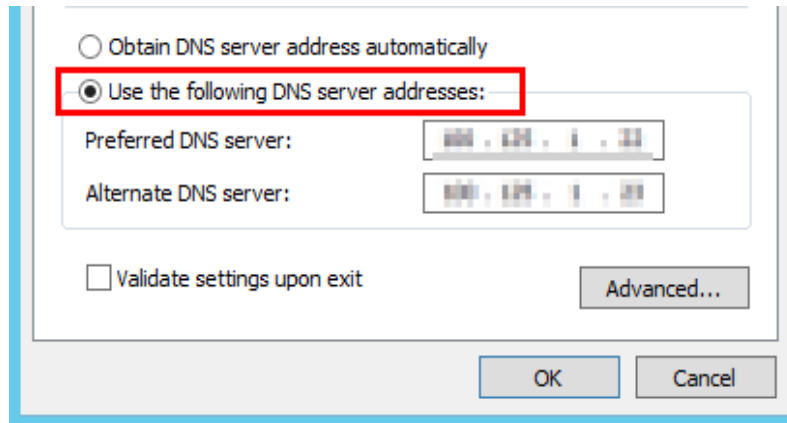 Obtain DNS server address automatically
Use the following DNS server addresses:
Preferred DNS server:
Alternate DNS server:
Validate settings upon exit
Advanced...
OK Cancel